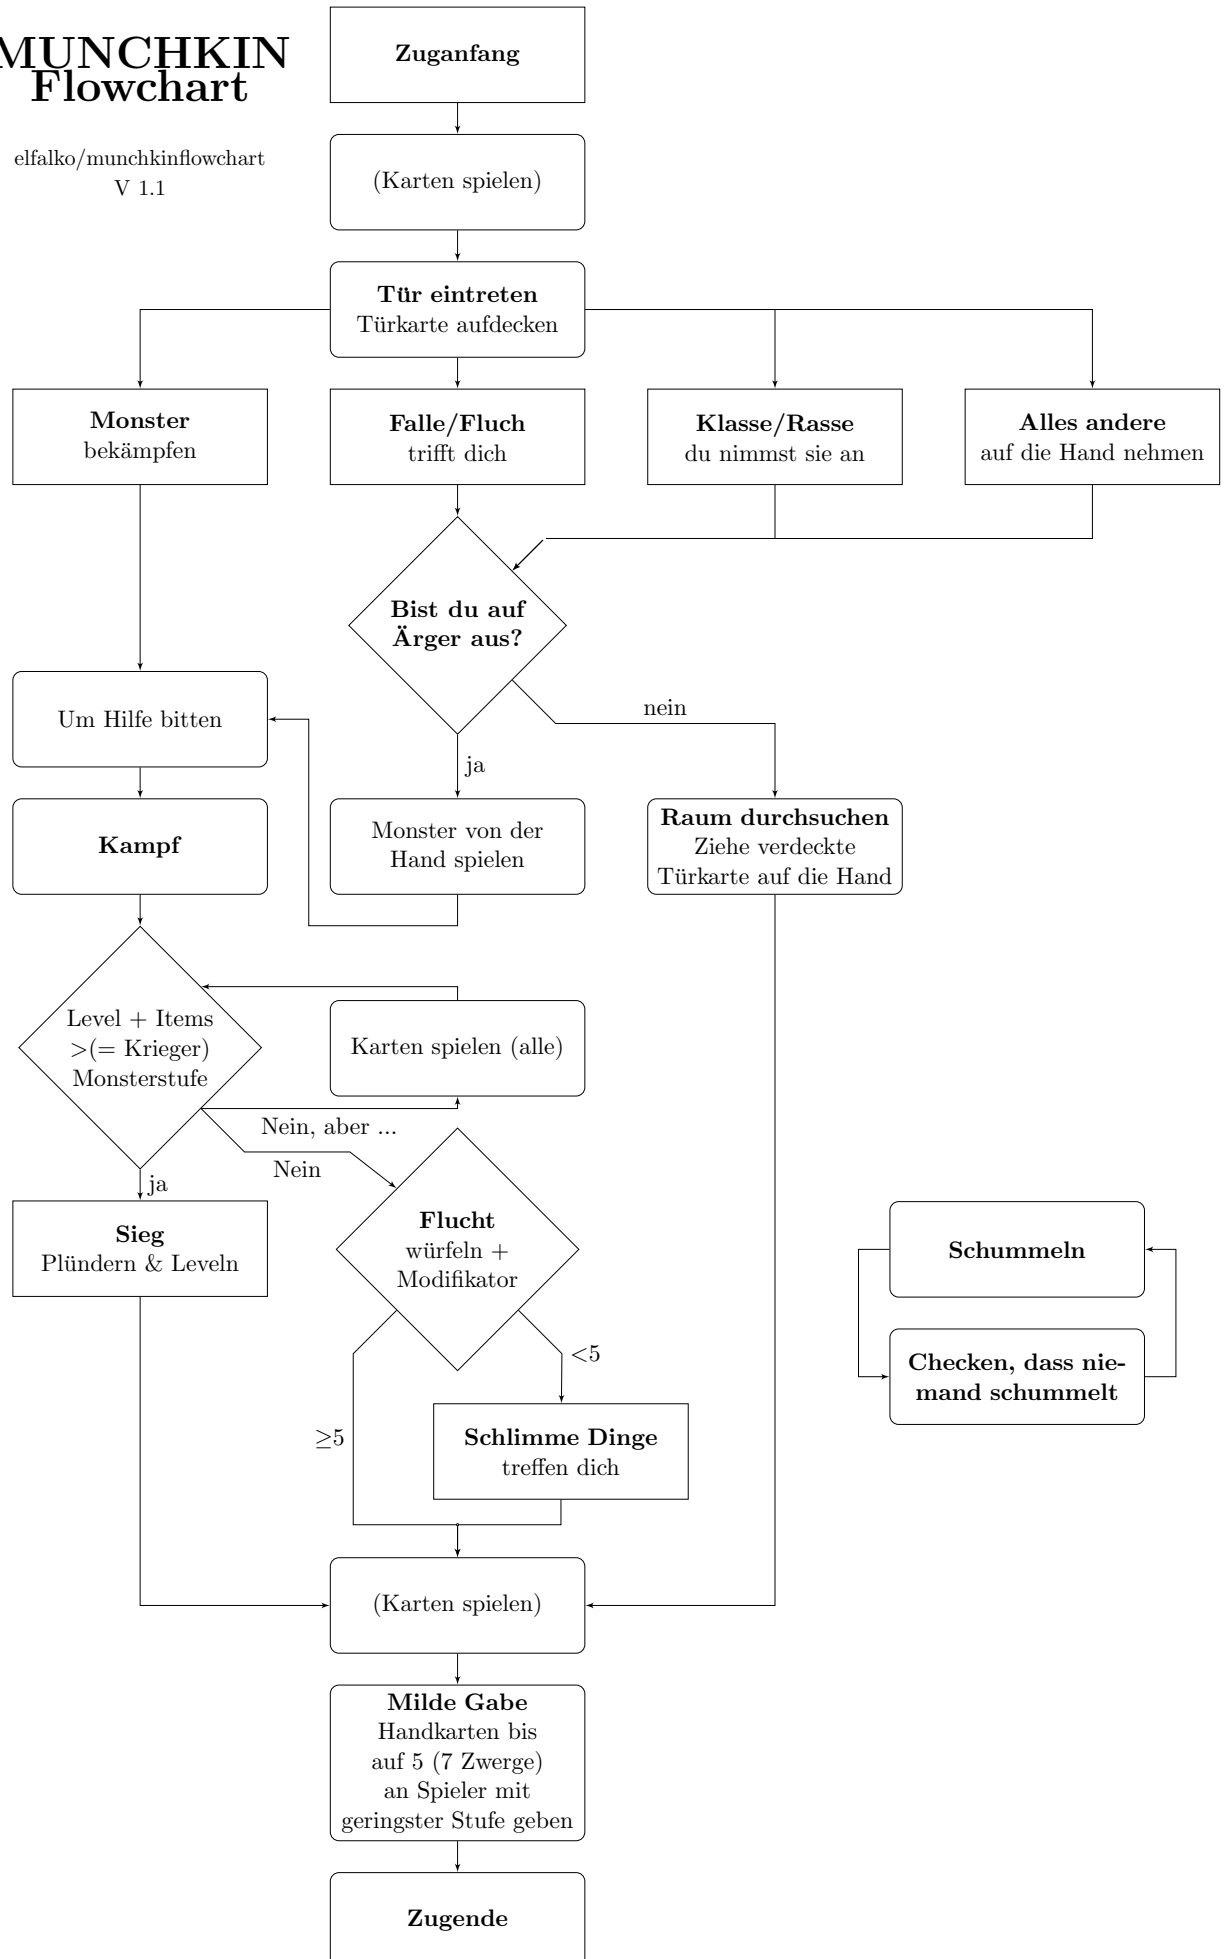 MUNCHKIN
Flowchart
elfalko/munchkinflowchart
V 1.1
Zuganfang
(Karten spielen)
Tür eintreten
Türkarte aufdecken
Monster
bekämpfen
Falle/Fluch
trifft dich
Klasse/Rasse
du nimmst sie an
Alles andere
auf die Hand nehmen
Bist du auf
Ärger aus?
nein
ja
Um Hilfe bitten
Kampf
Monster von der
Hand spielen
Raum durchsuchen
Ziehe verdeckte
Türkarte auf die Hand
Level + Items
>(= Krieger)
Monsterstufe
Karten spielen (alle)
Nein, aber ...
Nein
ja
Sieg
Plündern & Leveln
Flucht
würfeln +
Modifikator
<5
≥5
Schlimme Dinge
treffen dich
Schummeln
Checken, dass nie-
mand schummelt
(Karten spielen)
Milde Gabe
Handkarten bis
auf 5 (7 Zwerge)
an Spieler mit
geringster Stufe geben
Zugende